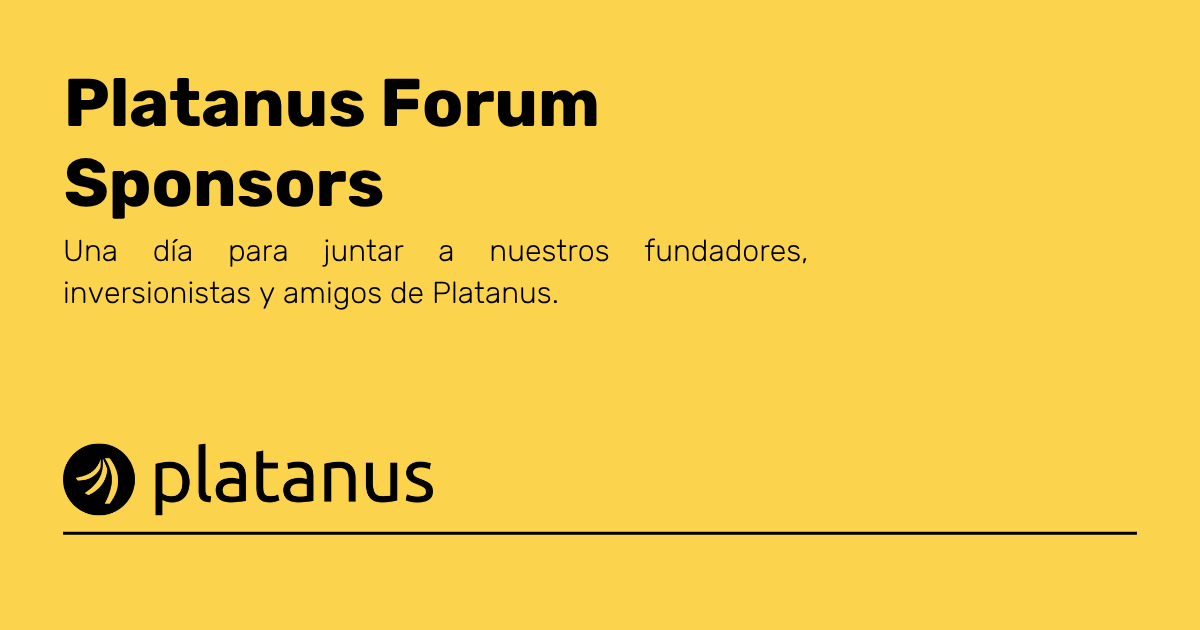 Platanus Forum
Sponsors
Una día para juntar a nuestros fundadores,
inversionistas y amigos de Platanus.
platanus